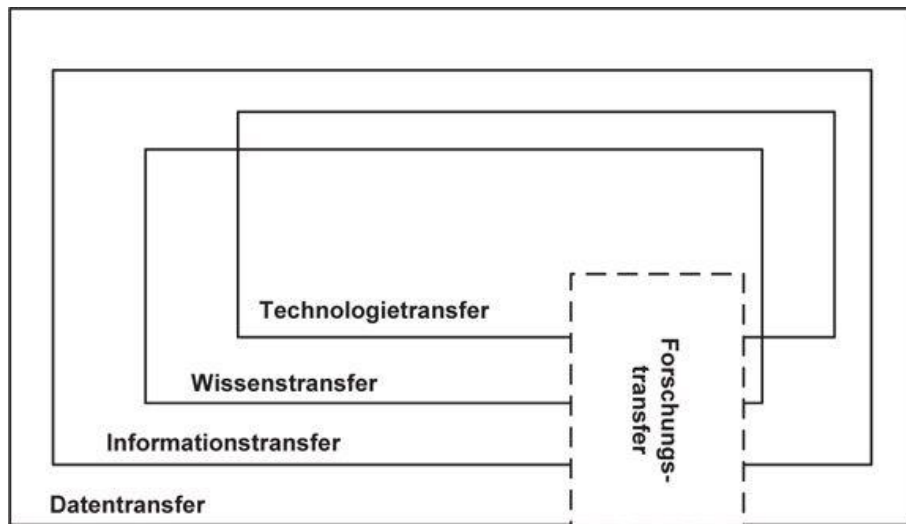 Technologietransfer
Wissenstransfer
Informationstransfer
Datentransfer
Forschungs-
transfer